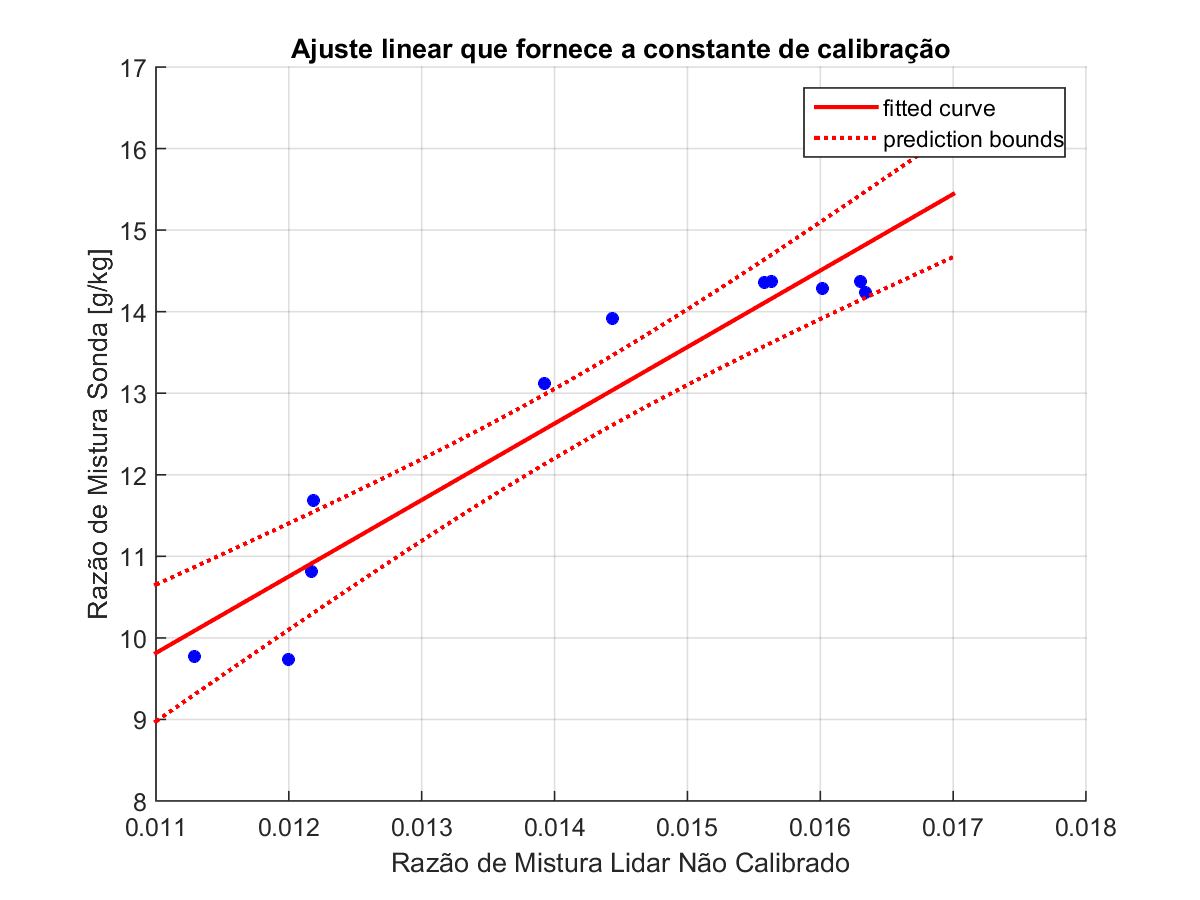 Ajuste linear que fornece a constante de calibração
fitted curve
prediction bounds
17
16
15
14
13
12
11
10
9
8
Razão de Mistura Sonda [g/kg]
0.011 0.012 0.013 0.014 0.015 0.016 0.017 0.018
Razão de Mistura Lidar Não Calibrado